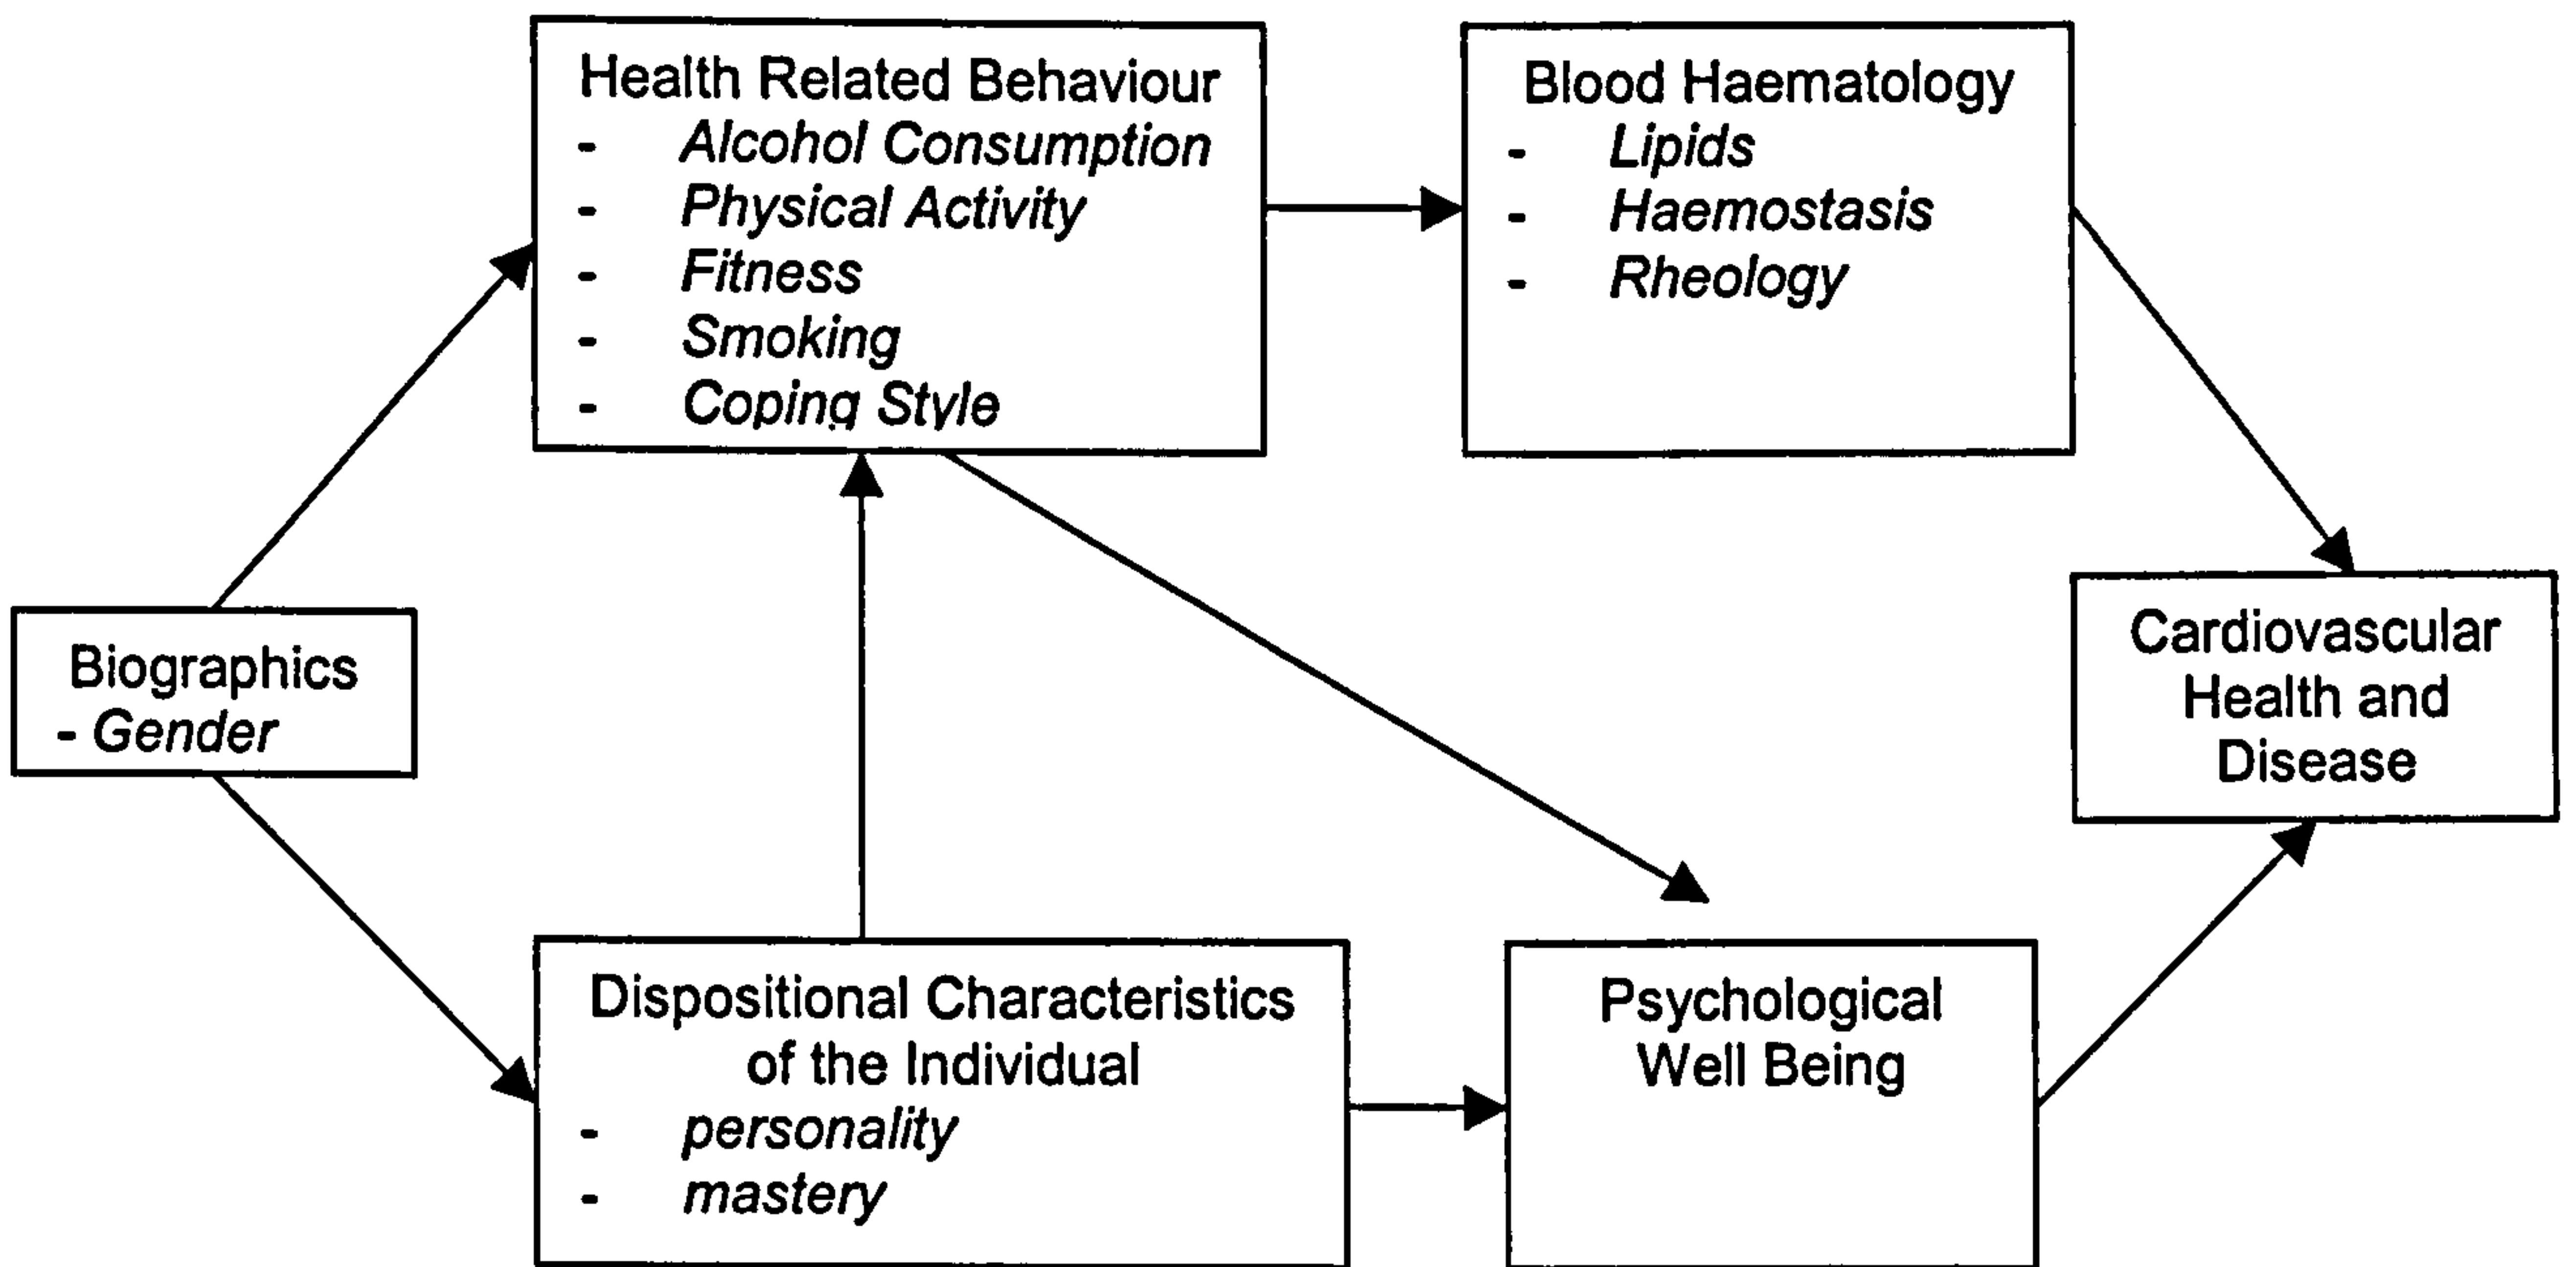 Health Related Behaviour
- Alcohol Consumption
- Physical Activity
- Fitness
- Smoking
- Coping Style
Blood Haematology
- Lipids
- Haemostasis
- Rheology
Biographics
- Gender
Cardiovascular
Health and
Disease
Dispositional Characteristics
of the Individual
- personality
- mastery
Psychological
Well Being